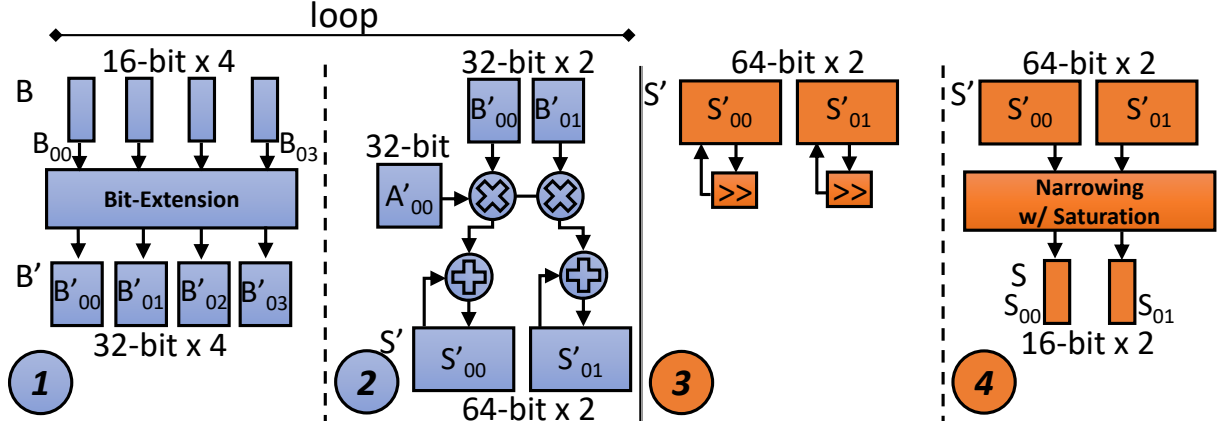 loop
16-bit x 4
B
B00
B03
Bit-Extension
B'
B'00 B'01 B'02 B'03
32-bit x 4
1
32-bit x 2
B'00 B'01
32-bit
A'00
S'
S'00 S'01
64-bit x 2
2
64-bit x 2
S'
S'00 S'01
>> >>
3
64-bit x 2
S'
S'00 S'01
Narrowing
w/ Saturation
S
S00 S01
16-bit x 2
4